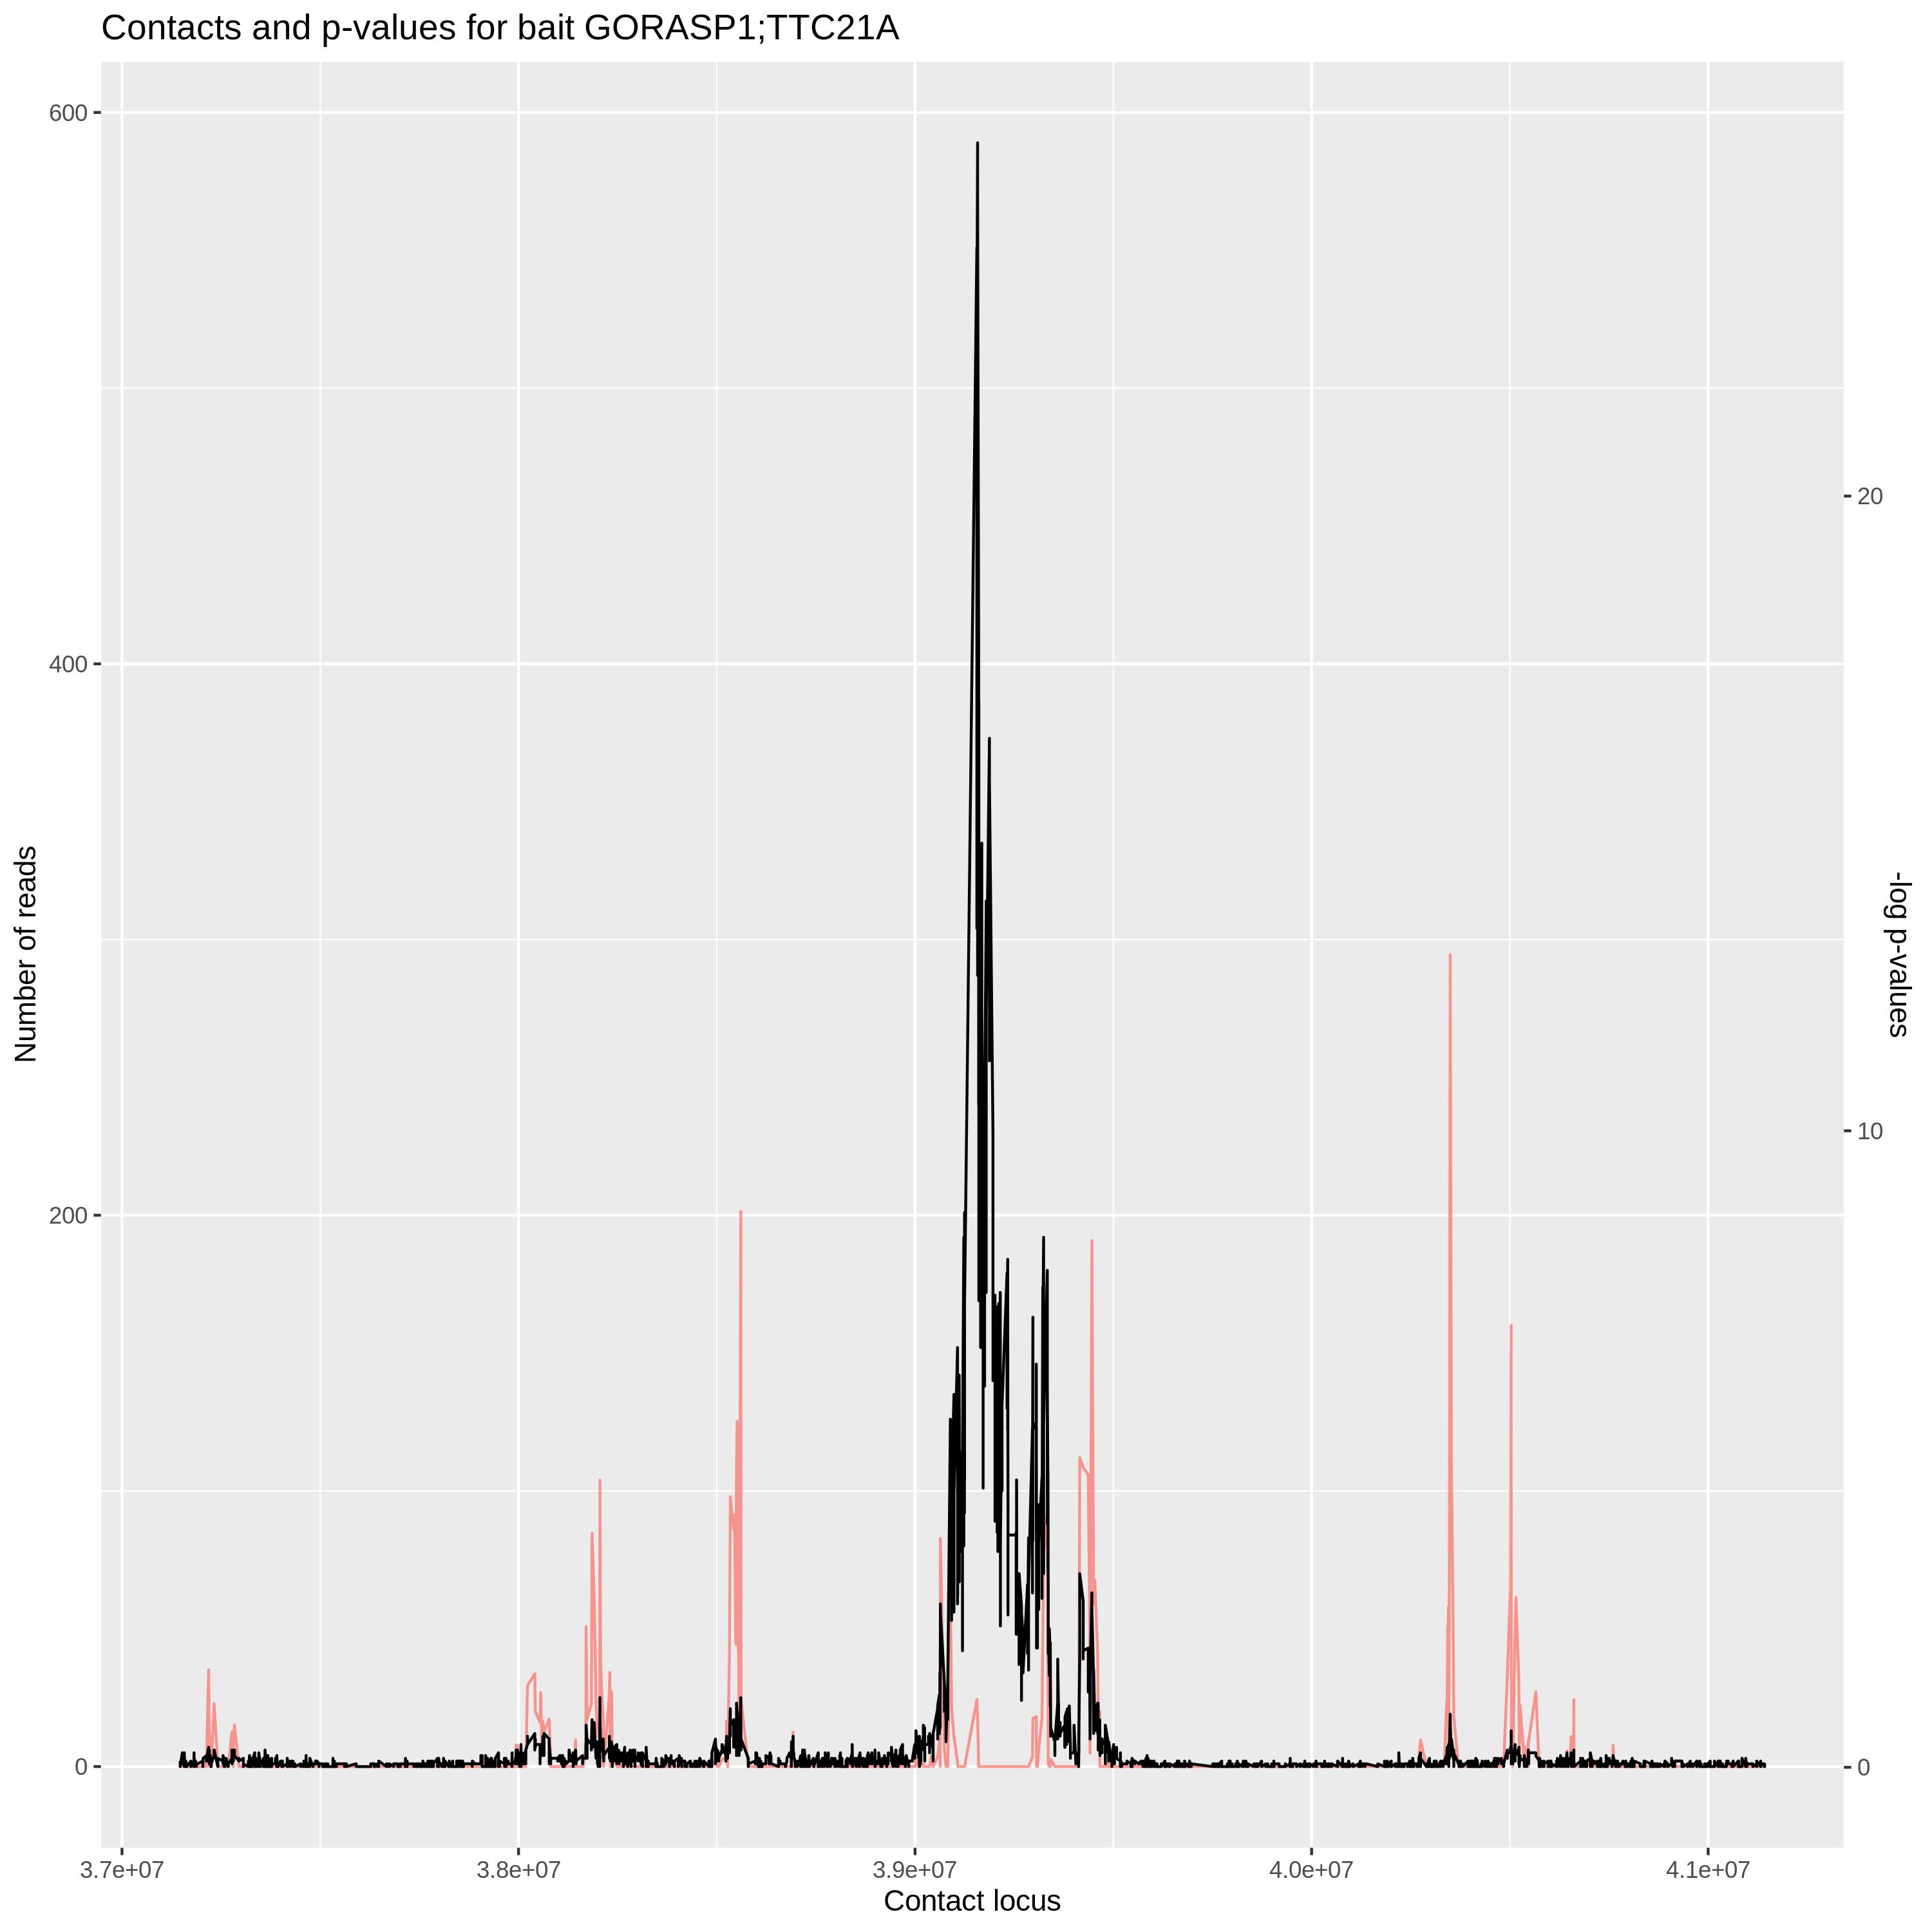 Contacts and p-values for bait GORASP1;TTC21A
600
400
200
0
Number of reads
20
10
0
-log p-values
3.7e+07
3.8e+07
3.9e+07
4.0e+07
4.1e+07
Contact locus